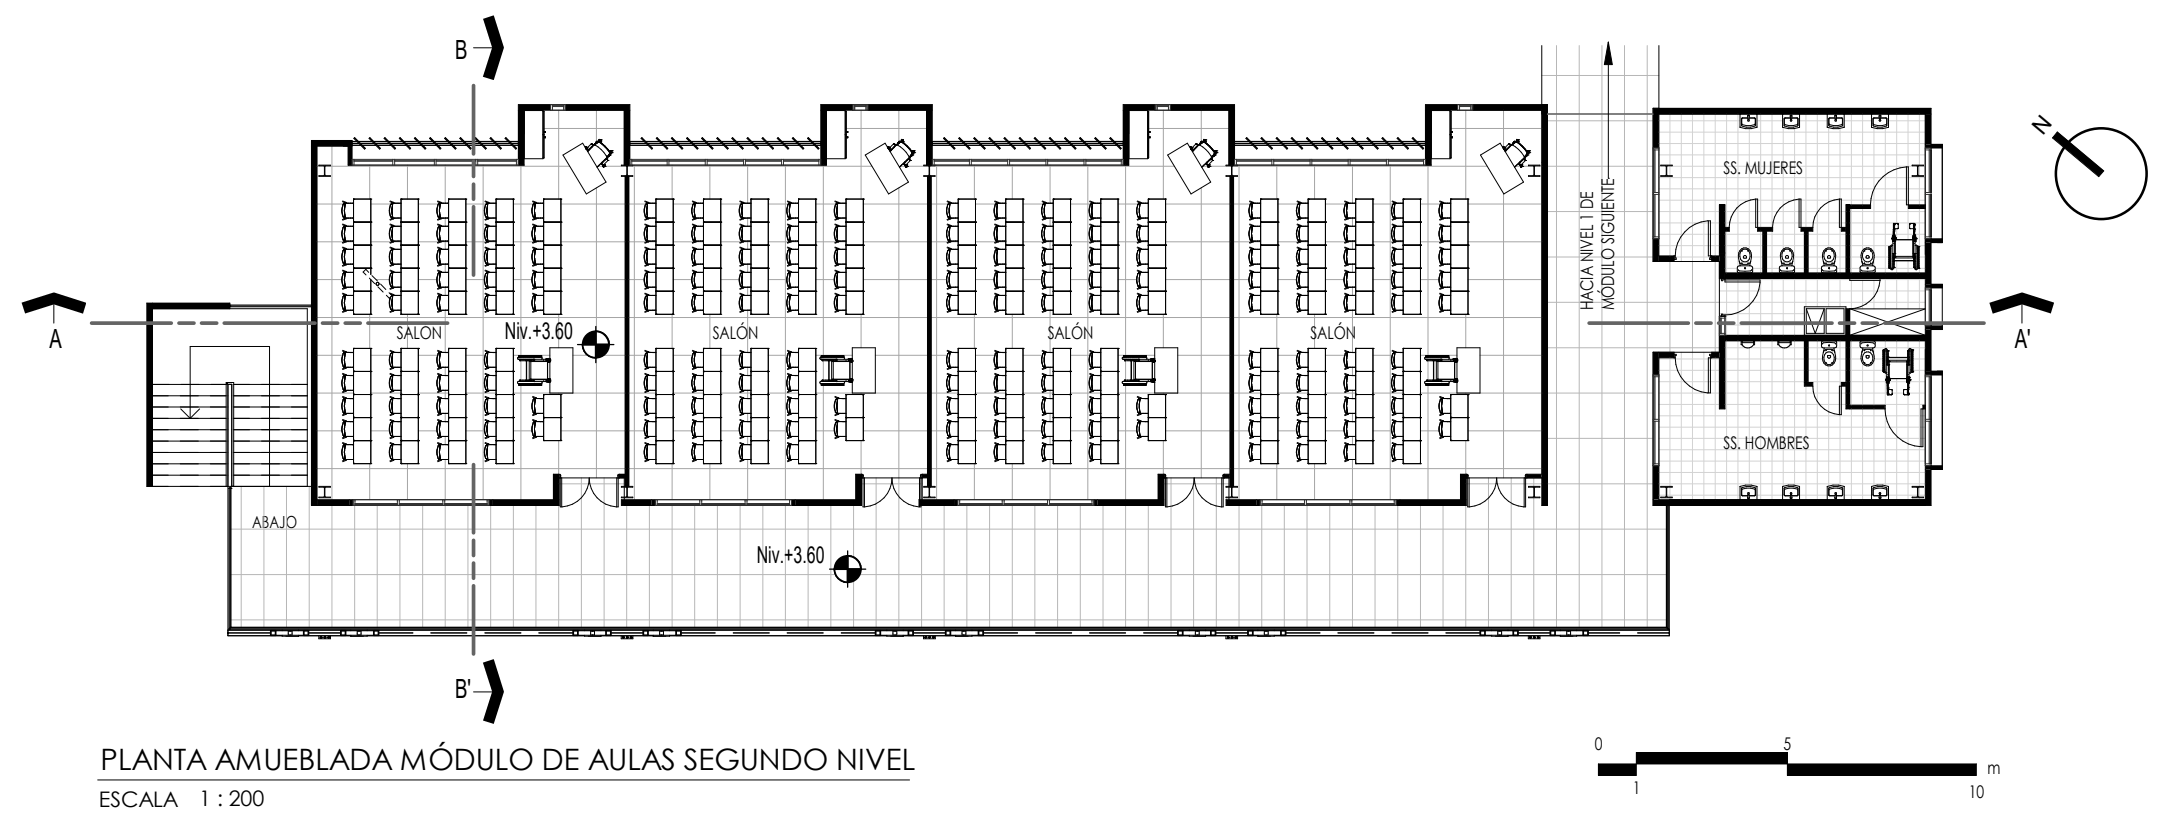 B
N
SS. MUJERES
HACIA NIVEL 1 DE
MÓDULO SIGUIENTE
A
SALON
Niv.+3.60
SALÓN
SALÓN
SALÓN
A'
SS. HOMBRES
ABAJO
Niv.+3.60
B'
PLANTA AMUEBLADA MÓDULO DE AULAS SEGUNDO NIVEL
ESCALA 1 : 200
0 5
m
1 10